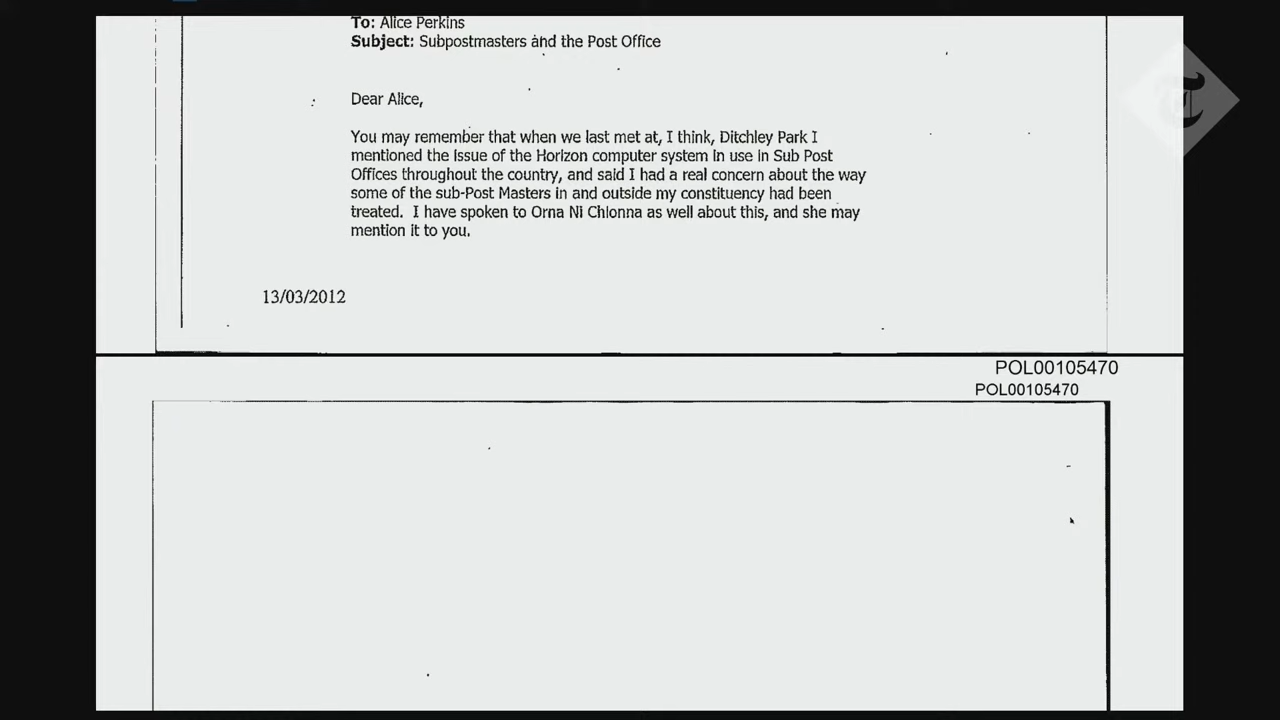 To: Alice Perkins
Subject: Subpostmasters and the Post Office
Dear Alice,
You may remember that when we last met at, I think, Ditchley Park I
mentioned the issue of the Horizon computer system in use in Sub Post
Offices throughout the country, and said I had a real concern about the way
some of the sub-Post Masters in and outside my constituency had been
treated. I have spoken to Orna Ni Chionna as well about this, and she may
mention it to you.
13/03/2012
POL00105470
POL00105470
T